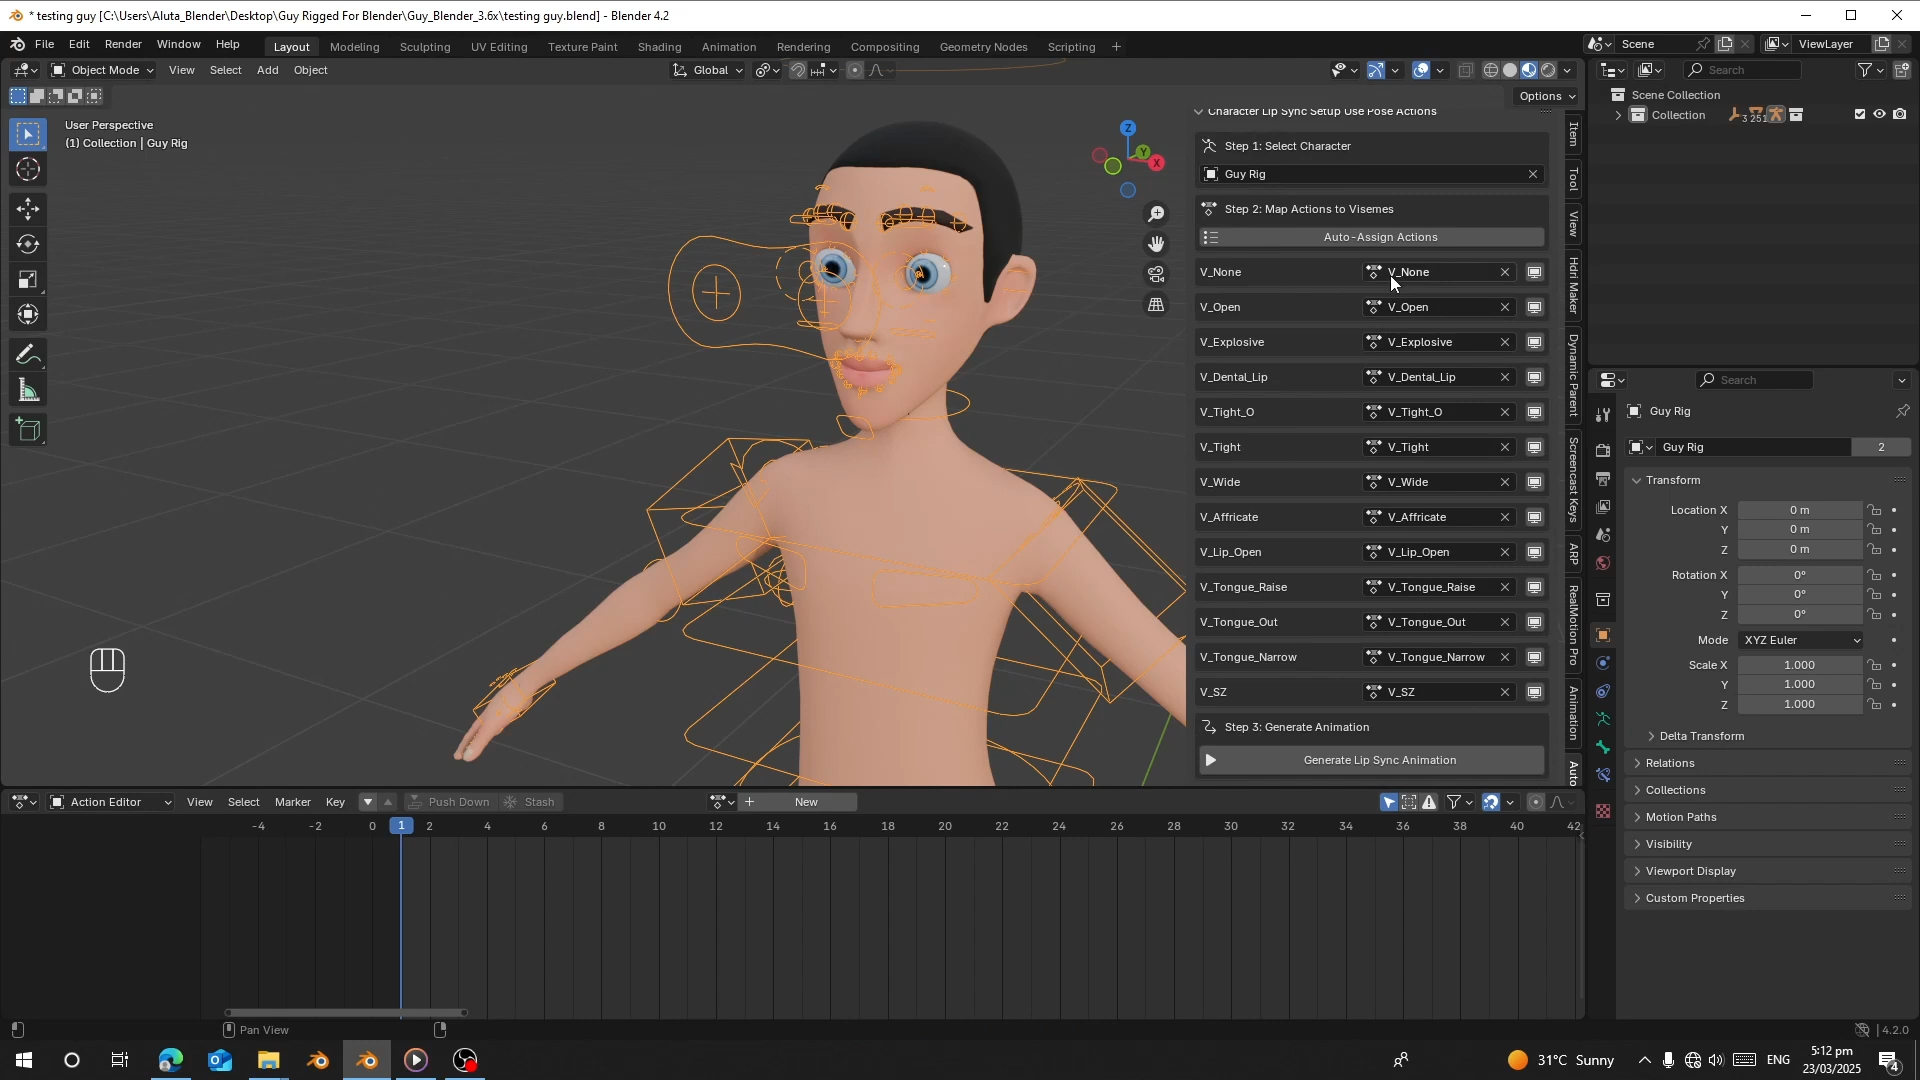 * testing guy [C:\Users\Aluta_Blender\Desktop\Guy Rigged For Blender\Guy_Blender_3.6x\testing guy.blend] - Blender 4.2
File Edit Render Window Help Layout Modeling Sculpting UV Editing Texture Paint Shading Animation Rendering Compositing Geometry Nodes Scripting + Scene ViewLayer
Object Mode View Select Add Object Global Search
Options
User Perspective
(1) Collection | Guy Rig
Z
Y
X
Character Lip Sync Setup Use Pose Actions
Step 1: Select Character
Guy Rig
Step 2: Map Actions to Visemes
Auto-Assign Actions
V_None V_None
V_Open V_Open
V_Explosive V_Explosive
V_Dental_Lip V_Dental_Lip
V_Tight_O V_Tight_O
V_Tight V_Tight
V_Wide V_Wide
V_Affricate V_Affricate
V_Lip_Open V_Lip_Open
V_Tongue_Raise V_Tongue_Raise
V_Tongue_Out V_Tongue_Out
V_Tongue_Narrow V_Tongue_Narrow
V_SZ V_SZ
Step 3: Generate Animation
Generate Lip Sync Animation
Item
Tool
View
Hdri Maker
Dynamic Parent
Screencast Keys
ARP
RealMotion Pro
Animation
Auto
Scene Collection
Collection 3 251
Search
Guy Rig
Guy Rig 2
Transform
Location X 0 m
Y 0 m
Z 0 m
Rotation X 0°
Y 0°
Z 0°
Mode XYZ Euler
Scale X 1.000
Y 1.000
Z 1.000
Delta Transform
Relations
Collections
Motion Paths
Visibility
Viewport Display
Custom Properties
Action Editor View Select Marker Key Push Down Stash New
-4 -2 0 1 2 4 6 8 10 12 14 16 18 20 22 24 26 28 30 32 34 36 38 40 42
Pan View 4.2.0
31°C Sunny ENG 5:12 pm
23/03/2025 4